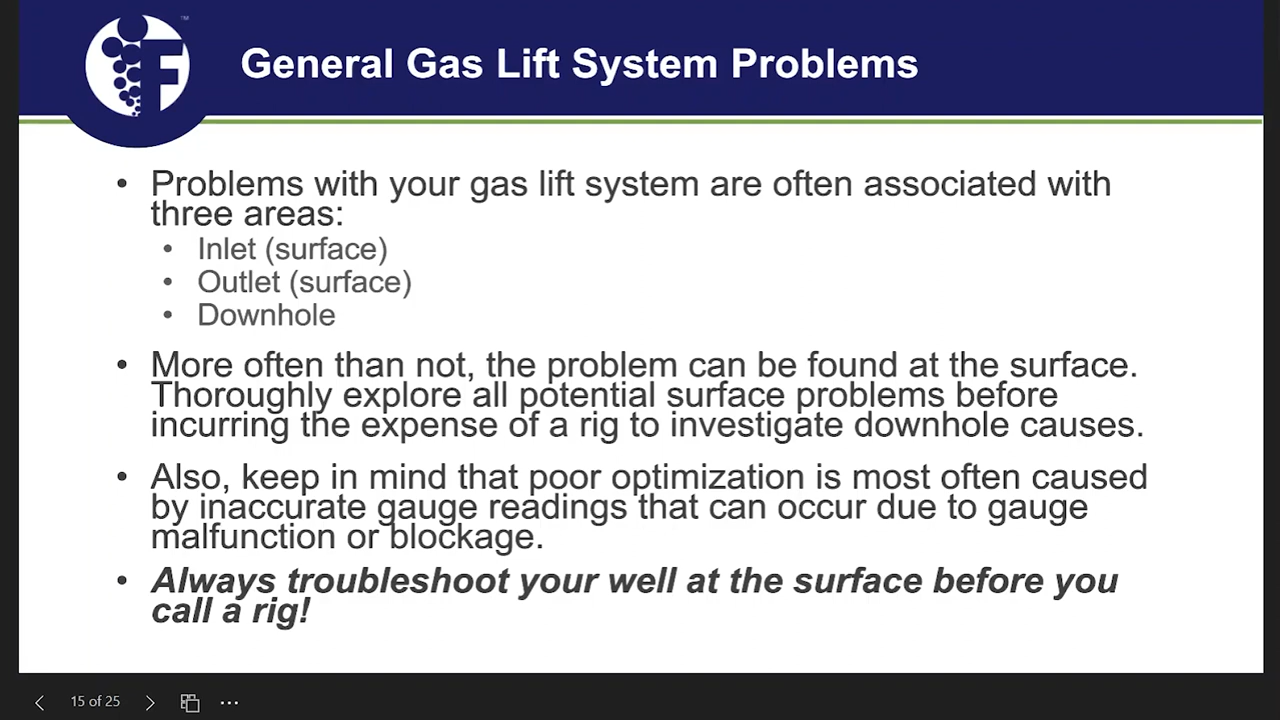 TM
General Gas Lift System Problems
• Problems with your gas lift system are often associated with
three areas:
• Inlet (surface)
• Outlet (surface)
• Downhole
• More often than not, the problem can be found at the surface.
Thoroughly explore all potential surface problems before
incurring the expense of a rig to investigate downhole causes.
• Also, keep in mind that poor optimization is most often caused
by inaccurate gauge readings that can occur due to gauge
malfunction or blockage.
• Always troubleshoot your well at the surface before you
call a rig!
15 of 25